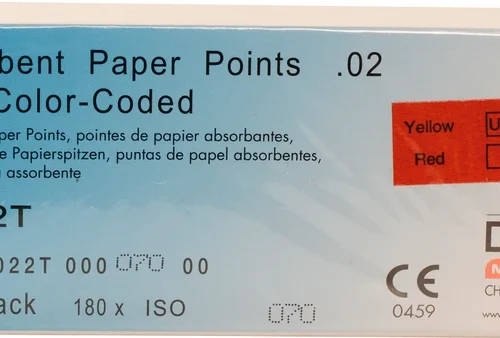 bent Paper Points .02
Color-Coded
per Points, pointes de papier absorbantes,
e Papierspitzen, puntas de papel absorbentes,
a assorbente
Yellow U
Red
2T
022T 000 070 00
ack 180 x ISO
070
CE
0459
CH
www.